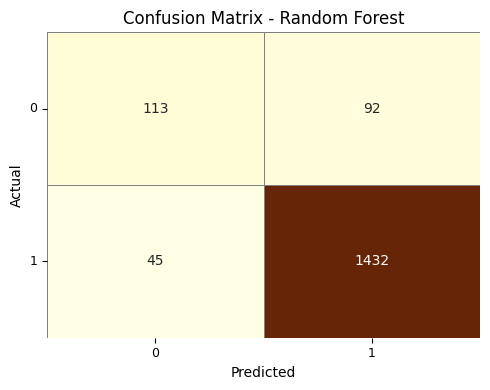 Confusion Matrix - Random Forest
Actual
0
113
92
1
45
1432
0
1
Predicted